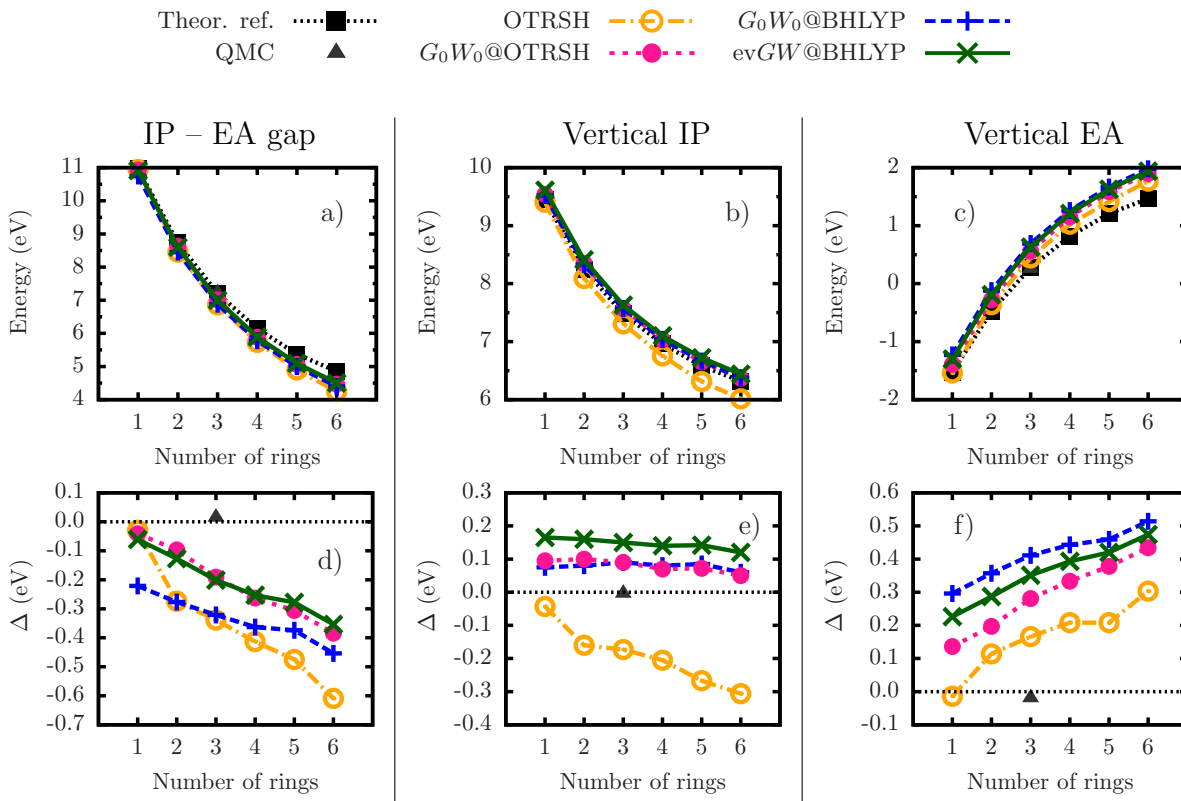 Theor. ref. OTRSH G₀W₀@BHLYP
QMC G₀W₀@OTRSH evGW@BHLYP
IP – EA gap Vertical IP Vertical EA
a)
11
10
9
8
7
6
5
4
Energy (eV)
1 2 3 4 5 6
Number of rings
b)
10
9
8
7
6
Energy (eV)
1 2 3 4 5 6
Number of rings
c)
2
1
0
-1
-2
Energy (eV)
1 2 3 4 5 6
Number of rings
d)
0.1
0.0
-0.1
-0.2
-0.3
-0.4
-0.5
-0.6
-0.7
Δ (eV)
1 2 3 4 5 6
Number of rings
e)
0.3
0.2
0.1
0.0
-0.1
-0.2
-0.3
-0.4
Δ (eV)
1 2 3 4 5 6
Number of rings
f)
0.6
0.5
0.4
0.3
0.2
0.1
0.0
-0.1
Δ (eV)
1 2 3 4 5 6
Number of rings